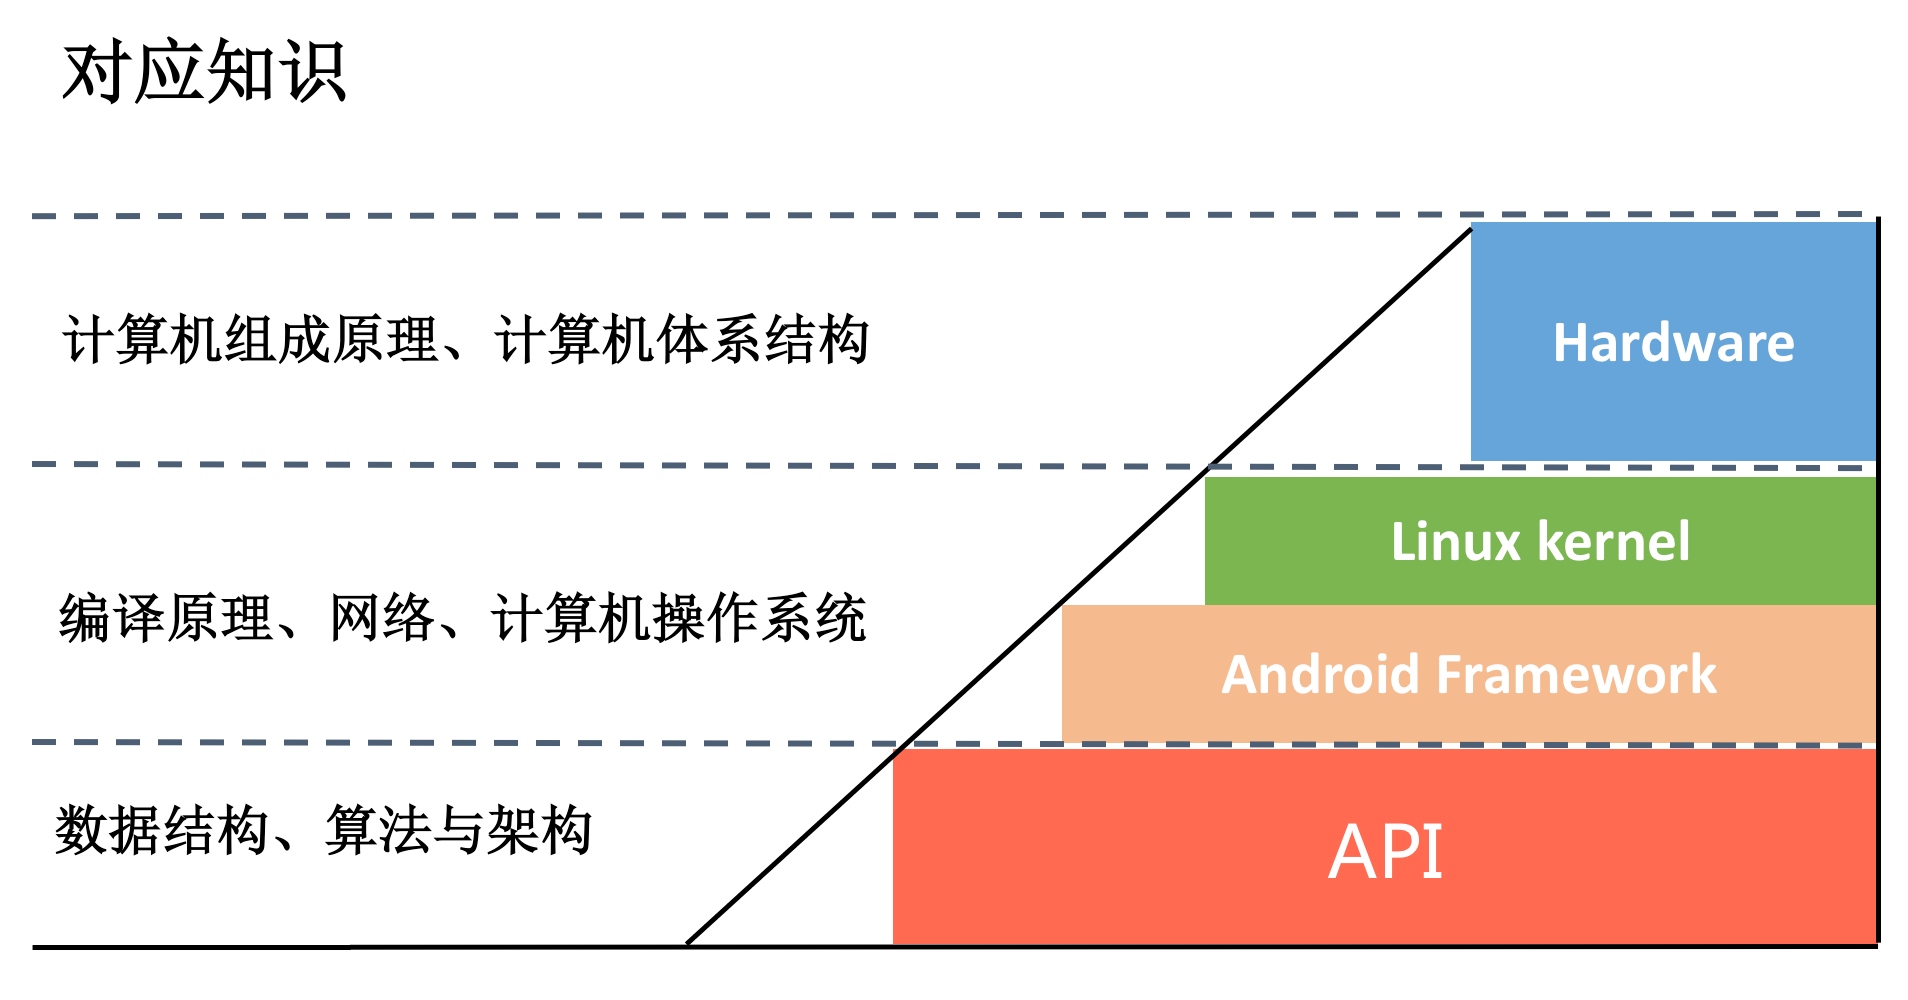 对应知识
计算机组成原理、计算机体系结构
Hardware
Linux kernel
编译原理、网络、计算机操作系统
Android Framework
数据结构、算法与架构
API